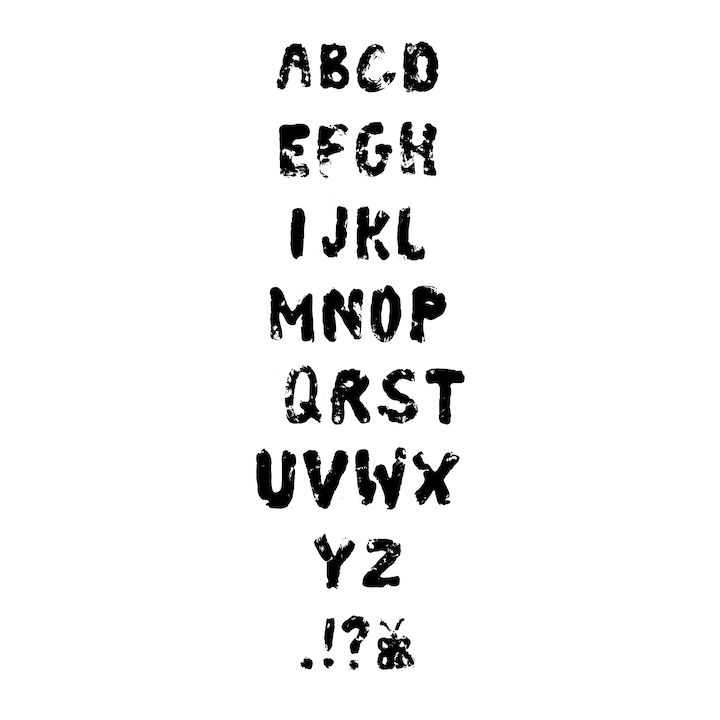 ABCD
EFGH
IJKL
MNOP
QRST
UVWX
YZ
.!?